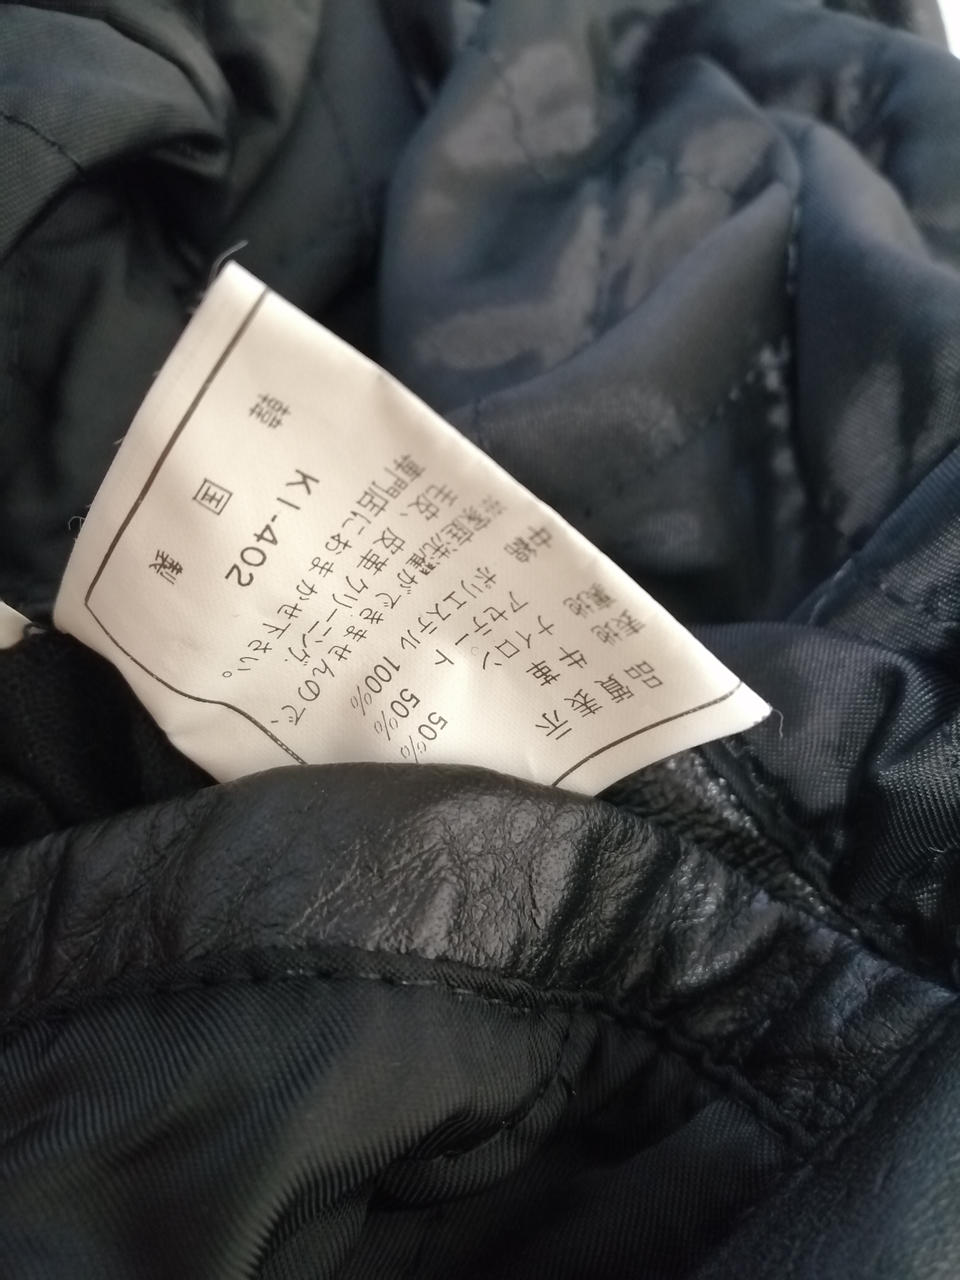 品質表示
表地 牛革
裏地 ナイロン 50%
アセテート 50%
中綿 ポリエステル 100%
※家庭洗濯ができませんので、
毛皮、皮革クリーニング
専門店におまかせ下さい。
KI-402
韓国製